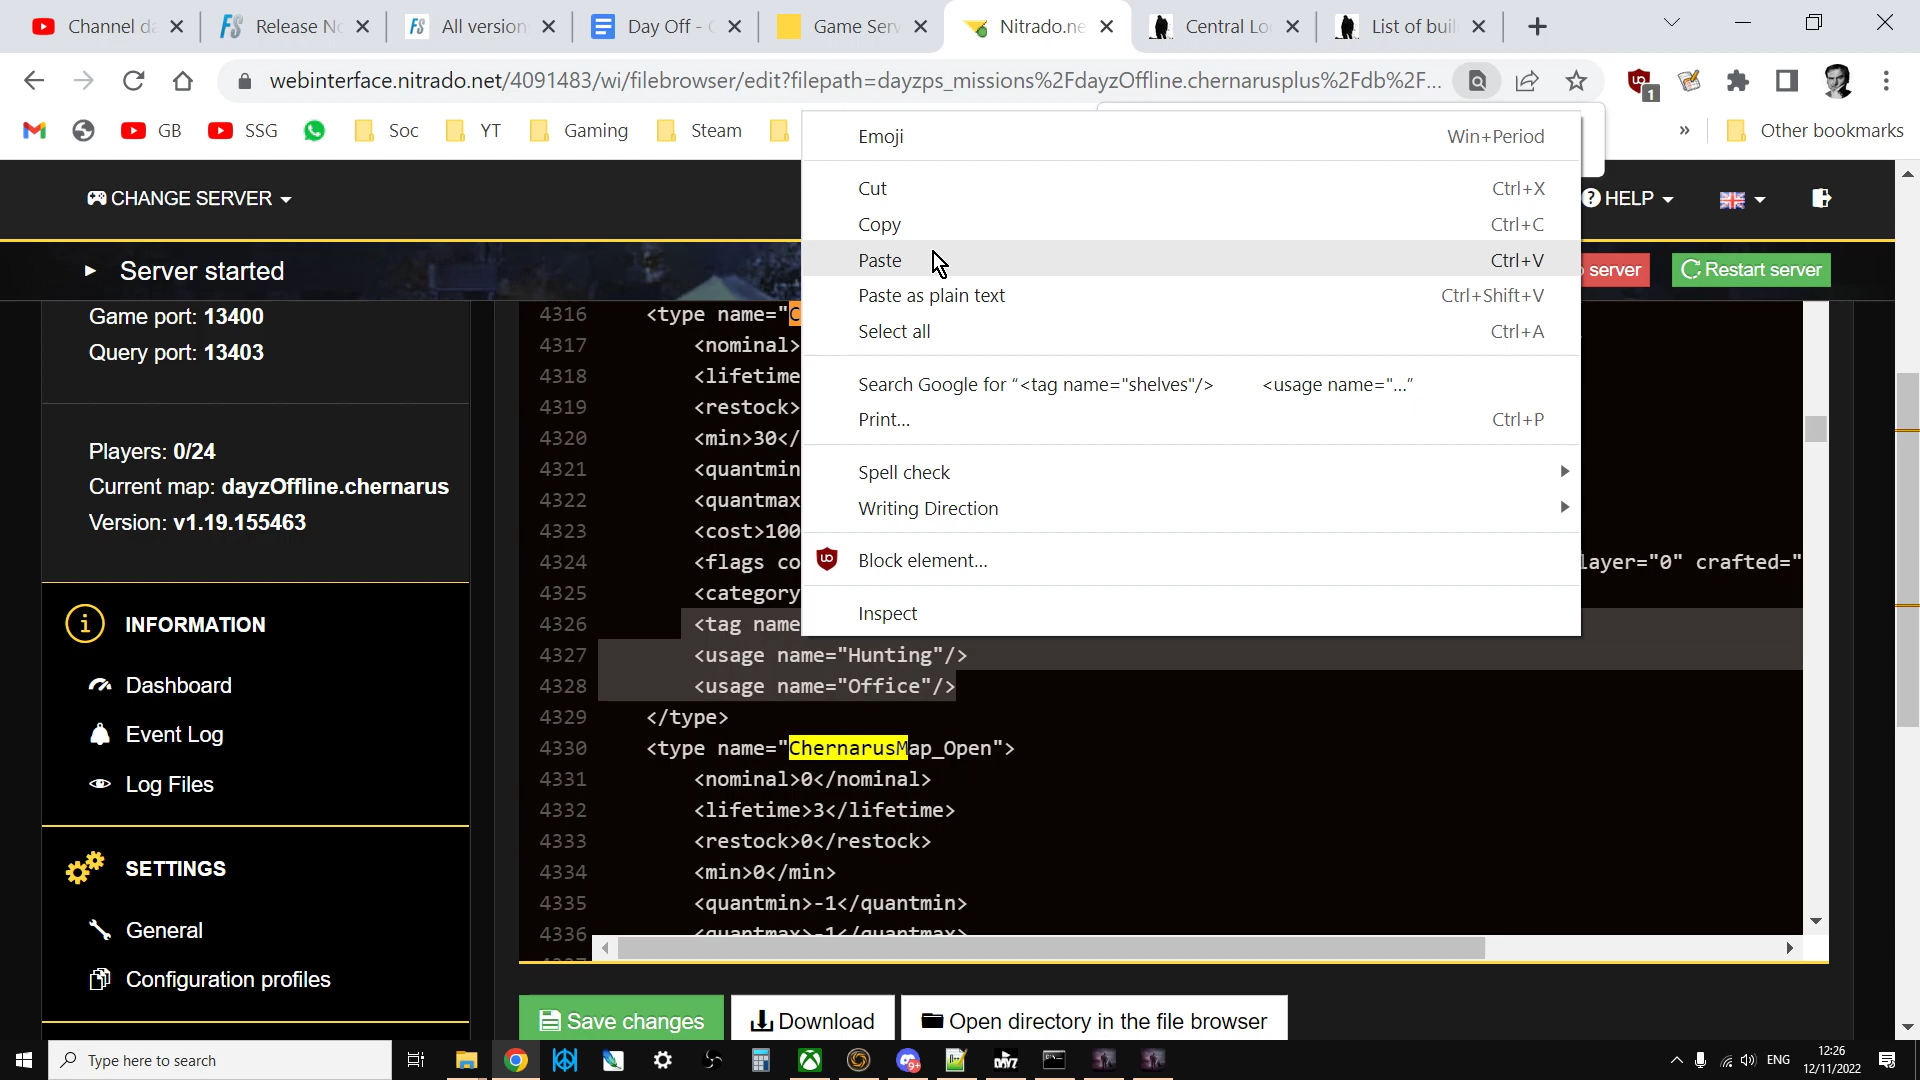 Channel da
Release No
All version
Day Off - C
Game Serv
Nitrado.ne
Central Lo
List of buil
webinterface.nitrado.net/4091483/wi/filebrowser/edit?filepath=dayzps_missions%2FdayzOffline.chernarusplus%2Fdb%2F...
1
GB
SSG
Soc
YT
Gaming
Steam
»
Other bookmarks
Emoji Win+Period
Cut Ctrl+X
Copy Ctrl+C
Paste Ctrl+V
Paste as plain text Ctrl+Shift+V
Select all Ctrl+A
Search Google for “<tag name="shelves"/> <usage name="...”
Print... Ctrl+P
Spell check
Writing Direction
Block element...
Inspect
CHANGE SERVER
HELP
Server started
server
Restart server
Game port: 13400
Query port: 13403
Players: 0/24
Current map: dayzOffline.chernarus
Version: v1.19.155463
INFORMATION
Dashboard
Event Log
Log Files
SETTINGS
General
Configuration profiles
4316 <type name="C
4317 <nominal>
4318 <lifetime
4319 <restock>
4320 <min>30</
4321 <quantmin
4322 <quantmax
4323 <cost>100
4324 <flags co layer="0" crafted="
4325 <category
4326 <tag name
4327 <usage name="Hunting"/>
4328 <usage name="Office"/>
4329 </type>
4330 <type name="ChernarusMap_Open">
4331 <nominal>0</nominal>
4332 <lifetime>3</lifetime>
4333 <restock>0</restock>
4334 <min>0</min>
4335 <quantmin>-1</quantmin>
4336 <quantmax>-1</quantmax>
Save changes
Download
Open directory in the file browser
Type here to search
ENG
12:26
12/11/2022